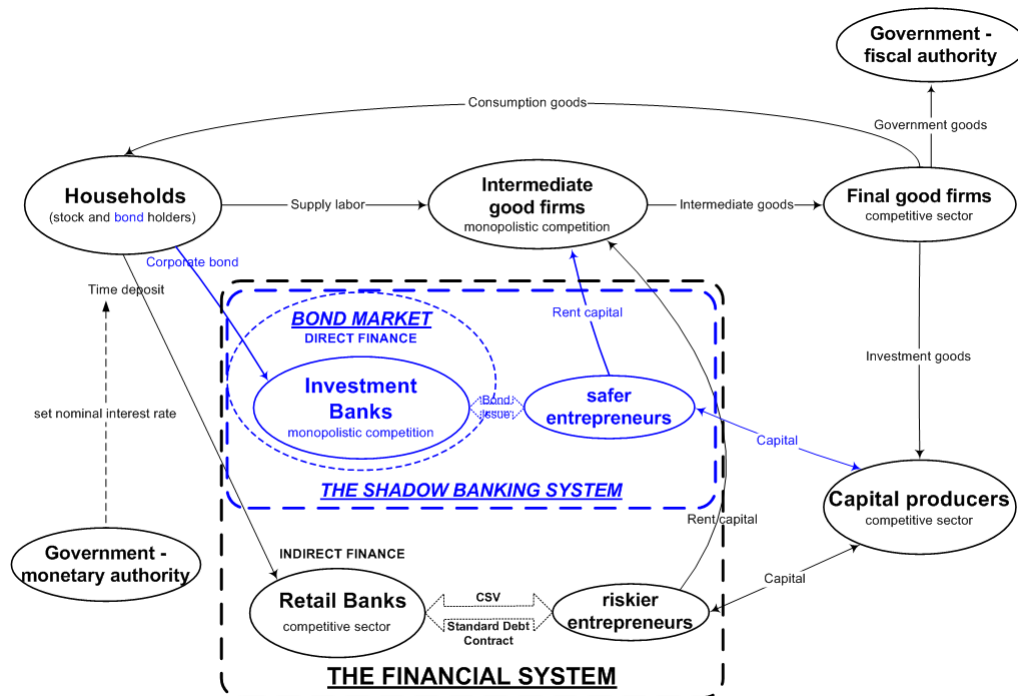 Government -
fiscal authority
Consumption goods
Government goods
Households
(stock and bond holders)
Supply labor
Intermediate
good firms
monopolistic competition
Intermediate goods
Final good firms
competitive sector
Corporate bond
Time deposit
BOND MARKET
DIRECT FINANCE
Rent capital
Investment goods
Investment
Banks
monopolistic competition
Bond
issue
safer
entrepreneurs
set nominal interest rate
Capital
THE SHADOW BANKING SYSTEM
Capital producers
competitive sector
Rent capital
Government -
monetary authority
INDIRECT FINANCE
Capital
Retail Banks
competitive sector
CSV
Standard Debt
Contract
riskier
entrepreneurs
THE FINANCIAL SYSTEM